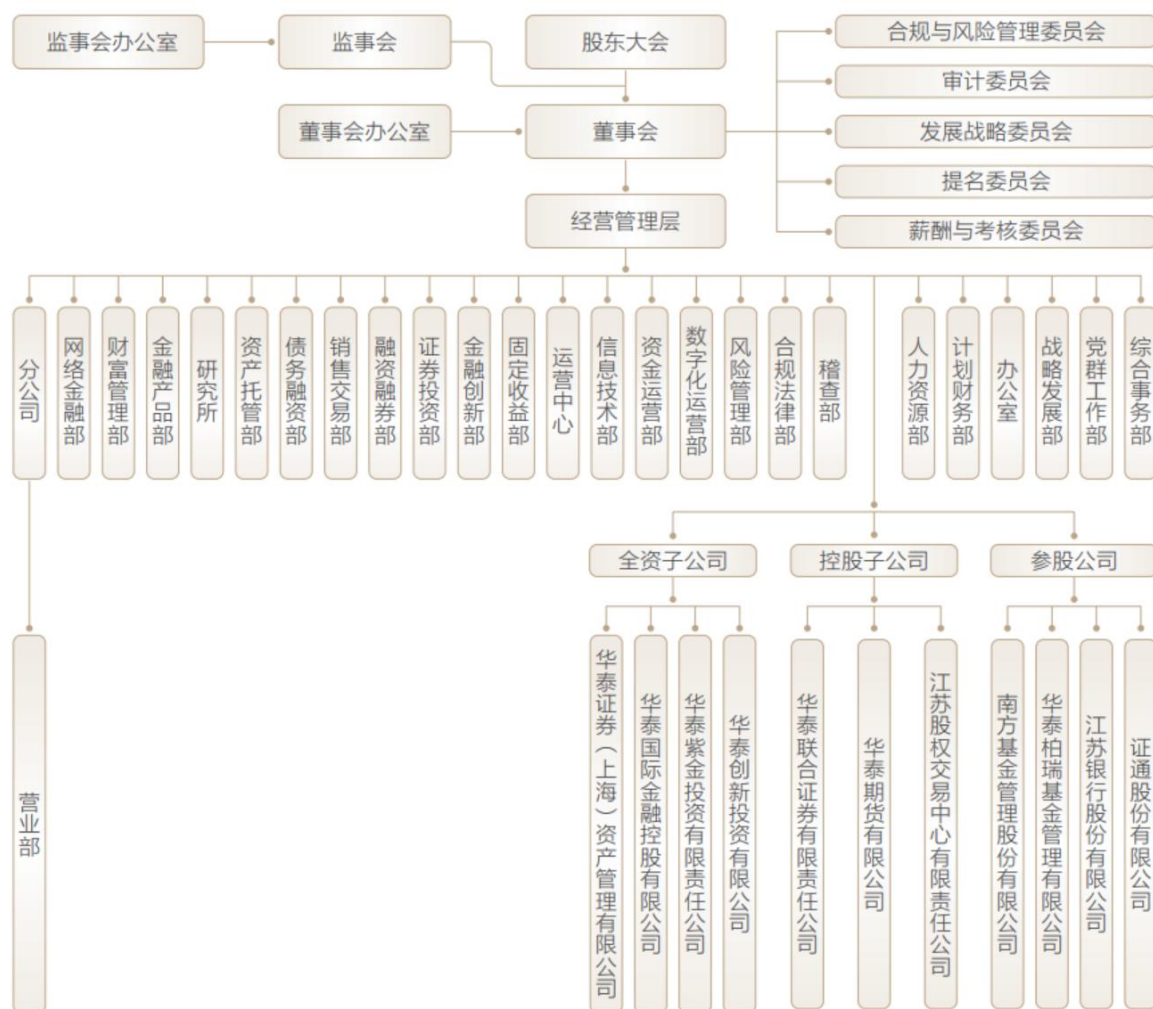 监事会办公室
监事会
股东大会
合规与风险管理委员会
审计委员会
董事会办公室
董事会
发展战略委员会
提名委员会
经营管理层
薪酬与考核委员会
分公司
网络金融部
财富管理部
金融产品部
研究所
资产托管部
债务融资部
销售交易部
融资融券部
证券投资部
金融创新部
固定收益部
运营中心
信息技术部
资金运营部
数字化运营部
风险管理部
合规法律部
稽查部
人力资源部
计划财务部
办公室
战略发展部
党群工作部
综合事务部
全资子公司
控股子公司
参股公司
营业部
华泰证券（上海）资产管理有限公司
华泰国际金融控股有限公司
华泰紫金投资有限责任公司
华泰创新投资有限公司
华泰联合证券有限责任公司
华泰期货有限公司
江苏股权交易中心有限责任公司
南方基金管理股份有限公司
华泰柏瑞基金管理有限公司
江苏银行股份有限公司
证通股份有限公司